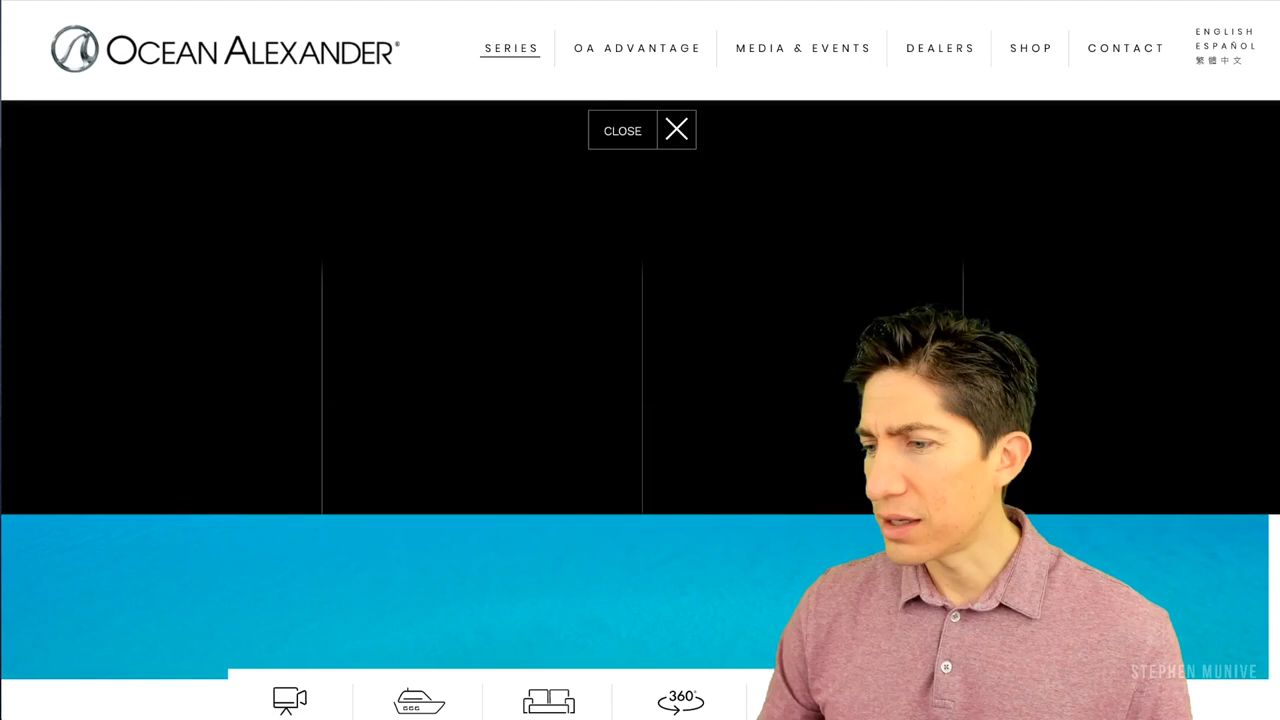 OCEAN ALEXANDER®
SERIES
OA ADVANTAGE
MEDIA & EVENTS
DEALERS
SHOP
CONTACT
ENGLISH
ESPAÑOL
繁體中文
CLOSE
360°
STEPHEN MUNIVE